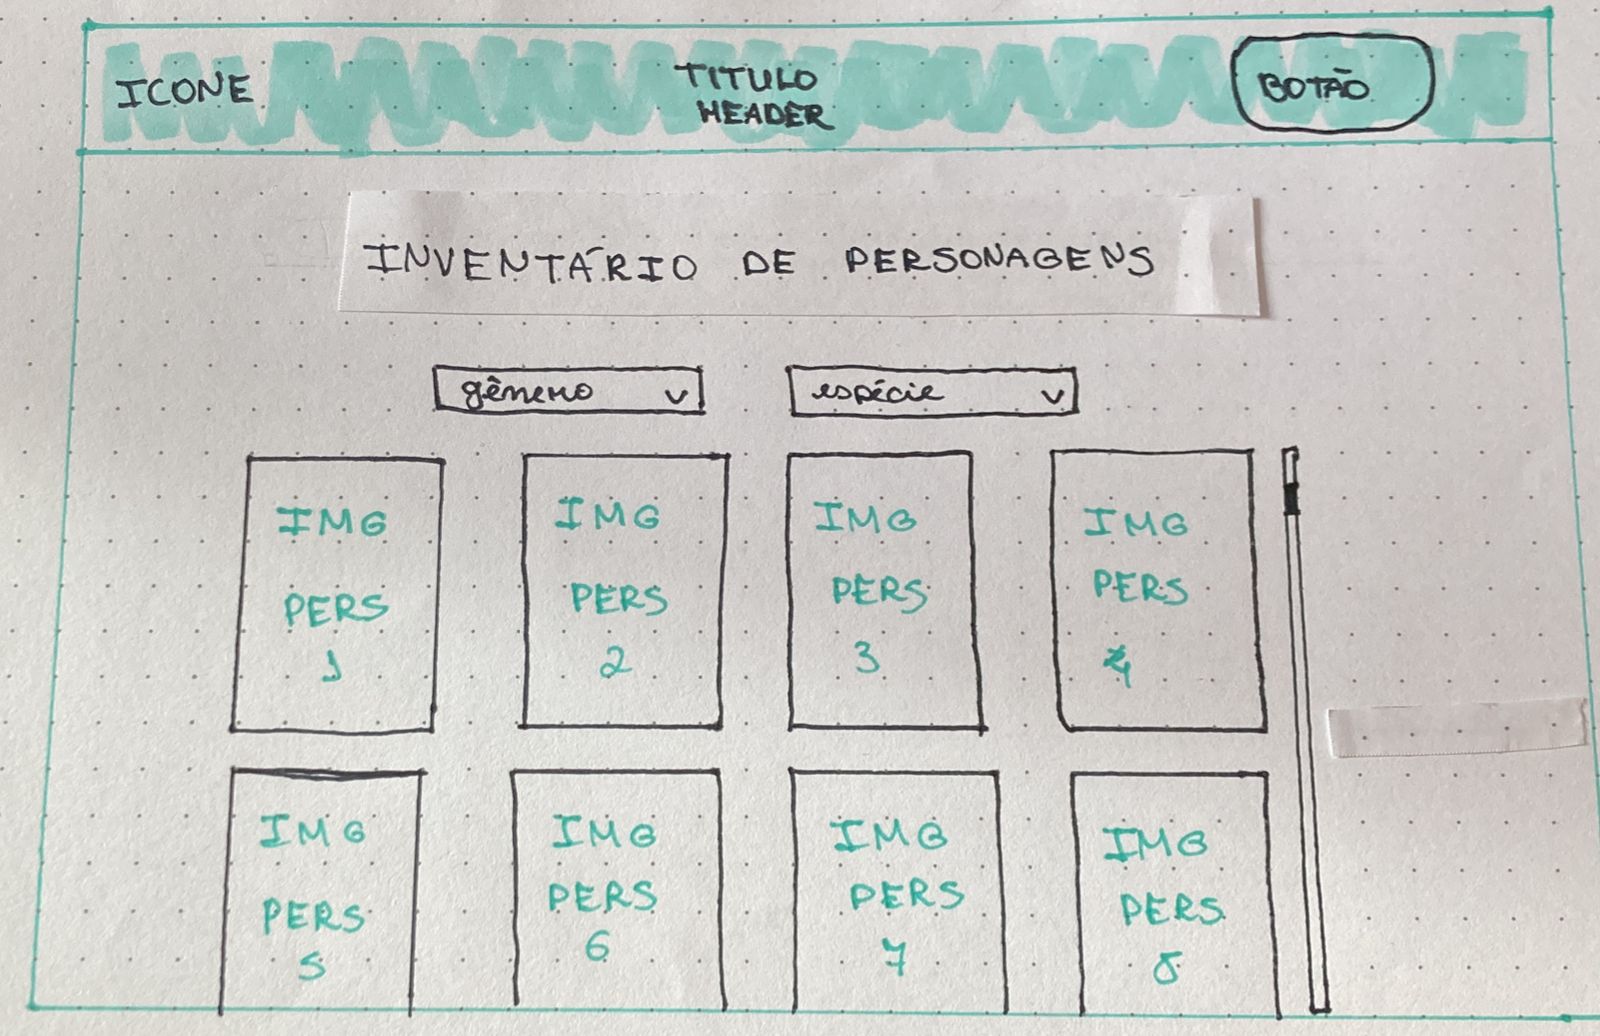 ICONE
TITULO
HEADER
BOTÃO
INVENTÁRIO DE PERSONAGENS
gênero v
espécie v
IMG
PERS
1
IMG
PERS
2
IMG
PERS
3
IMG
PERS
4
IMG
PERS
5
IMG
PERS
6
IMG
PERS
7
IMG
PERS
8